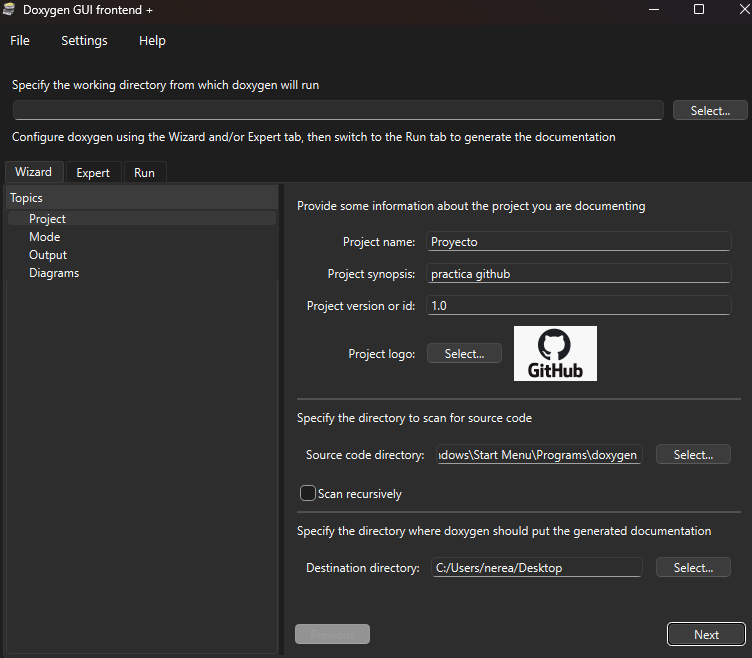 Doxygen GUI frontend +
File Settings Help
Specify the working directory from which doxygen will run
Select...
Configure doxygen using the Wizard and/or Expert tab, then switch to the Run tab to generate the documentation
Wizard Expert Run
Topics
Project
Mode
Output
Diagrams
Provide some information about the project you are documenting
Project name: Proyecto
Project synopsis: practica github
Project version or id: 1.0
Project logo: Select... GitHub
Specify the directory to scan for source code
Source code directory: dows\Start Menu\Programs\doxygen Select...
Scan recursively
Specify the directory where doxygen should put the generated documentation
Destination directory: C:/Users/nerea/Desktop Select...
Previous Next